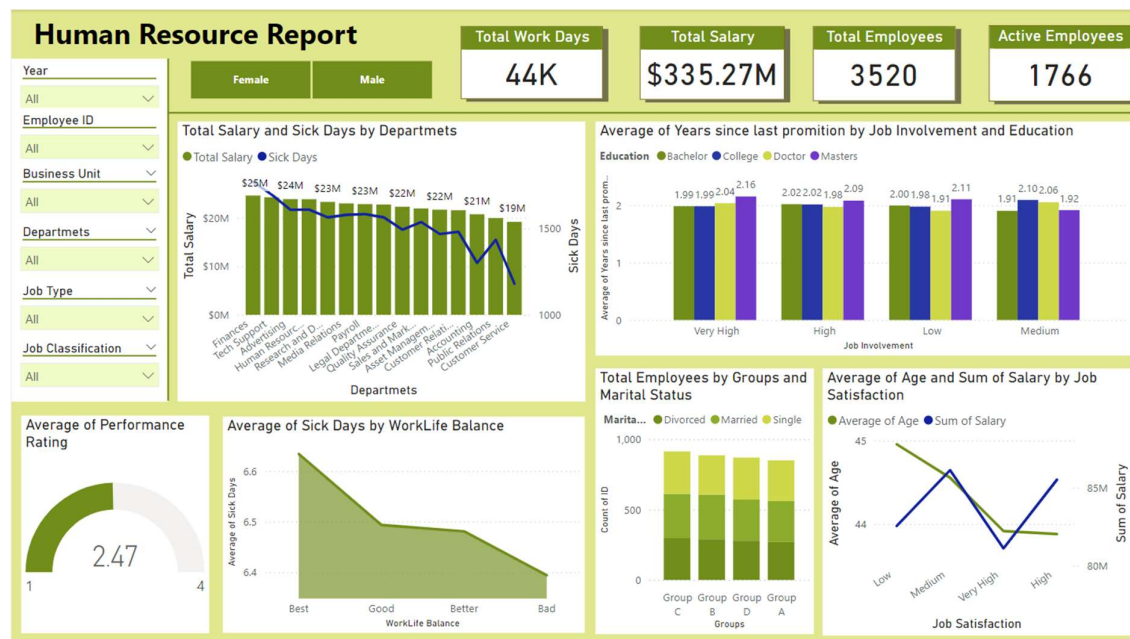 Human Resource Report
Total Work Days
44K
Total Salary
$335.27M
Total Employees
3520
Active Employees
1766
Female
Male
Year
All
Employee ID
All
Business Unit
All
Departmets
All
Job Type
All
Job Classification
All
Total Salary and Sick Days by Departmets
Total Salary
Sick Days
$25M
$24M
$23M
$23M
$22M
$22M
$21M
$19M
$20M
$10M
$0M
1500
1000
Total Salary
Sick Days
Finances
Tech Support
Advertising
Human Resourc...
Research and D...
Media Relations
Payroll
Legal Departme...
Quality Assurance
Sales and Mark...
Asset Managem...
Customer Relati...
Accounting
Public Relations
Customer Service
Departmets
Average of Years since last promition by Job Involvement and Education
Education Bachelor College Doctor Masters
1.99 1.99 2.04 2.16
2.02 2.02 1.98 2.09
2.00 1.98 1.91 2.11
1.91 2.10 2.06 1.92
2
1
0
Average of Years since last prom...
Very High High Low Medium
Job Involvement
Average of Performance
Rating
2.47
1
4
Average of Sick Days by WorkLife Balance
6.6
6.5
6.4
Average of Sick Days
Best Good Better Bad
WorkLife Balance
Total Employees by Groups and
Marital Status
Marita... Divorced Married Single
1,000
500
0
Count of ID
Group C
Group B
Group D
Group A
Groups
Average of Age and Sum of Salary by Job
Satisfaction
Average of Age Sum of Salary
45
44
85M
80M
Average of Age
Sum of Salary
Low
Medium
Very High
High
Job Satisfaction